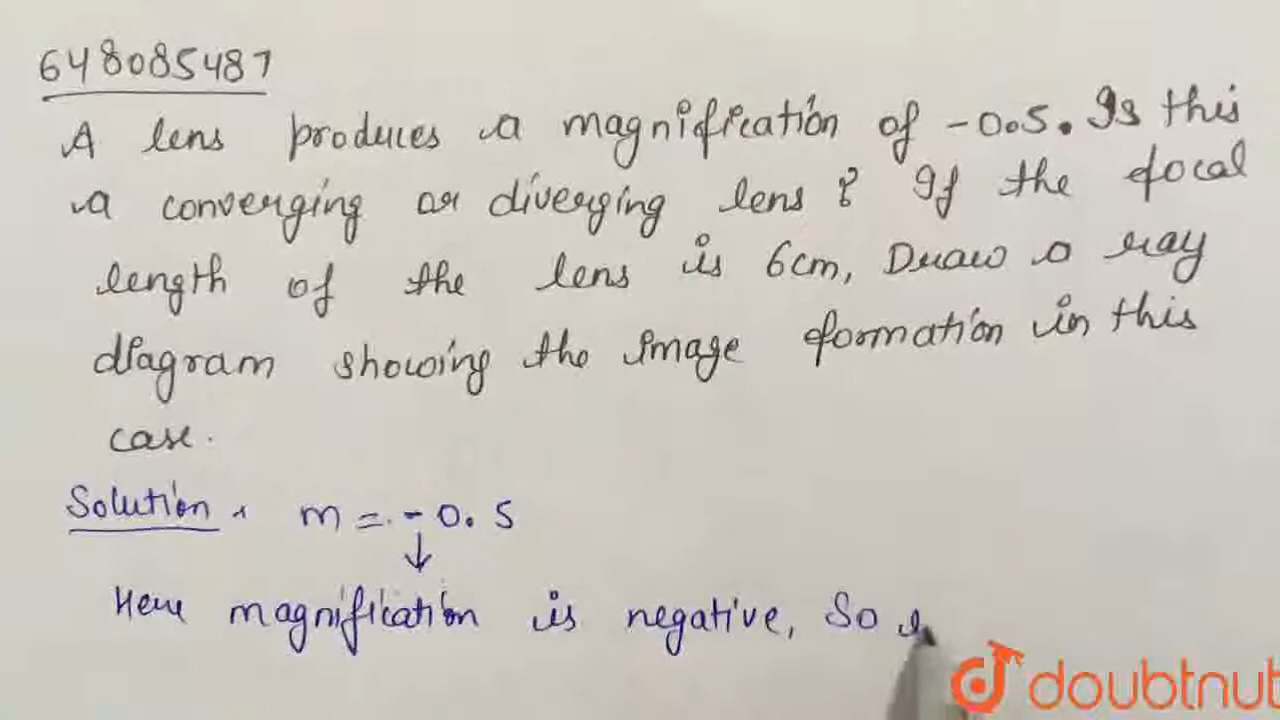 648085487
A lens produces a magnification of -0.5. Is this
a converging or diverging lens? If the focal
length of the lens is 6cm, Draw a ray
diagram showing the image formation in this
case.
Solution. m = -0.5
Here magnification is negative, So
doubtnut